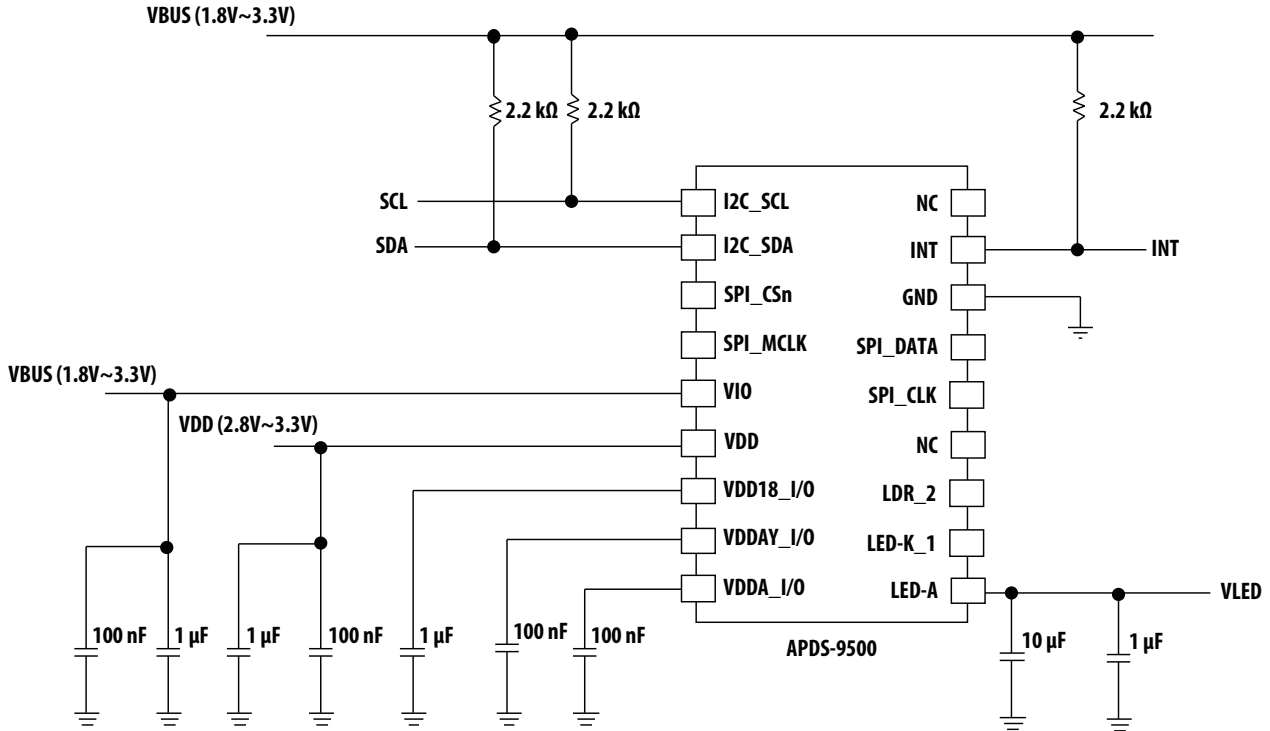 VBUS (1.8V~3.3V)
2.2 kΩ
2.2 kΩ
2.2 kΩ
SCL
I2C_SCL
NC
SDA
I2C_SDA
INT
INT
SPI_CSn
GND
SPI_MCLK
SPI_DATA
VBUS (1.8V~3.3V)
VIO
SPI_CLK
VDD (2.8V~3.3V)
VDD
NC
VDD18_I/O
LDR_2
VDDAY_I/O
LED-K_1
VDDA_I/O
LED-A
VLED
100 nF
1 µF
1 µF
100 nF
1 µF
100 nF
100 nF
APDS-9500
10 µF
1 µF